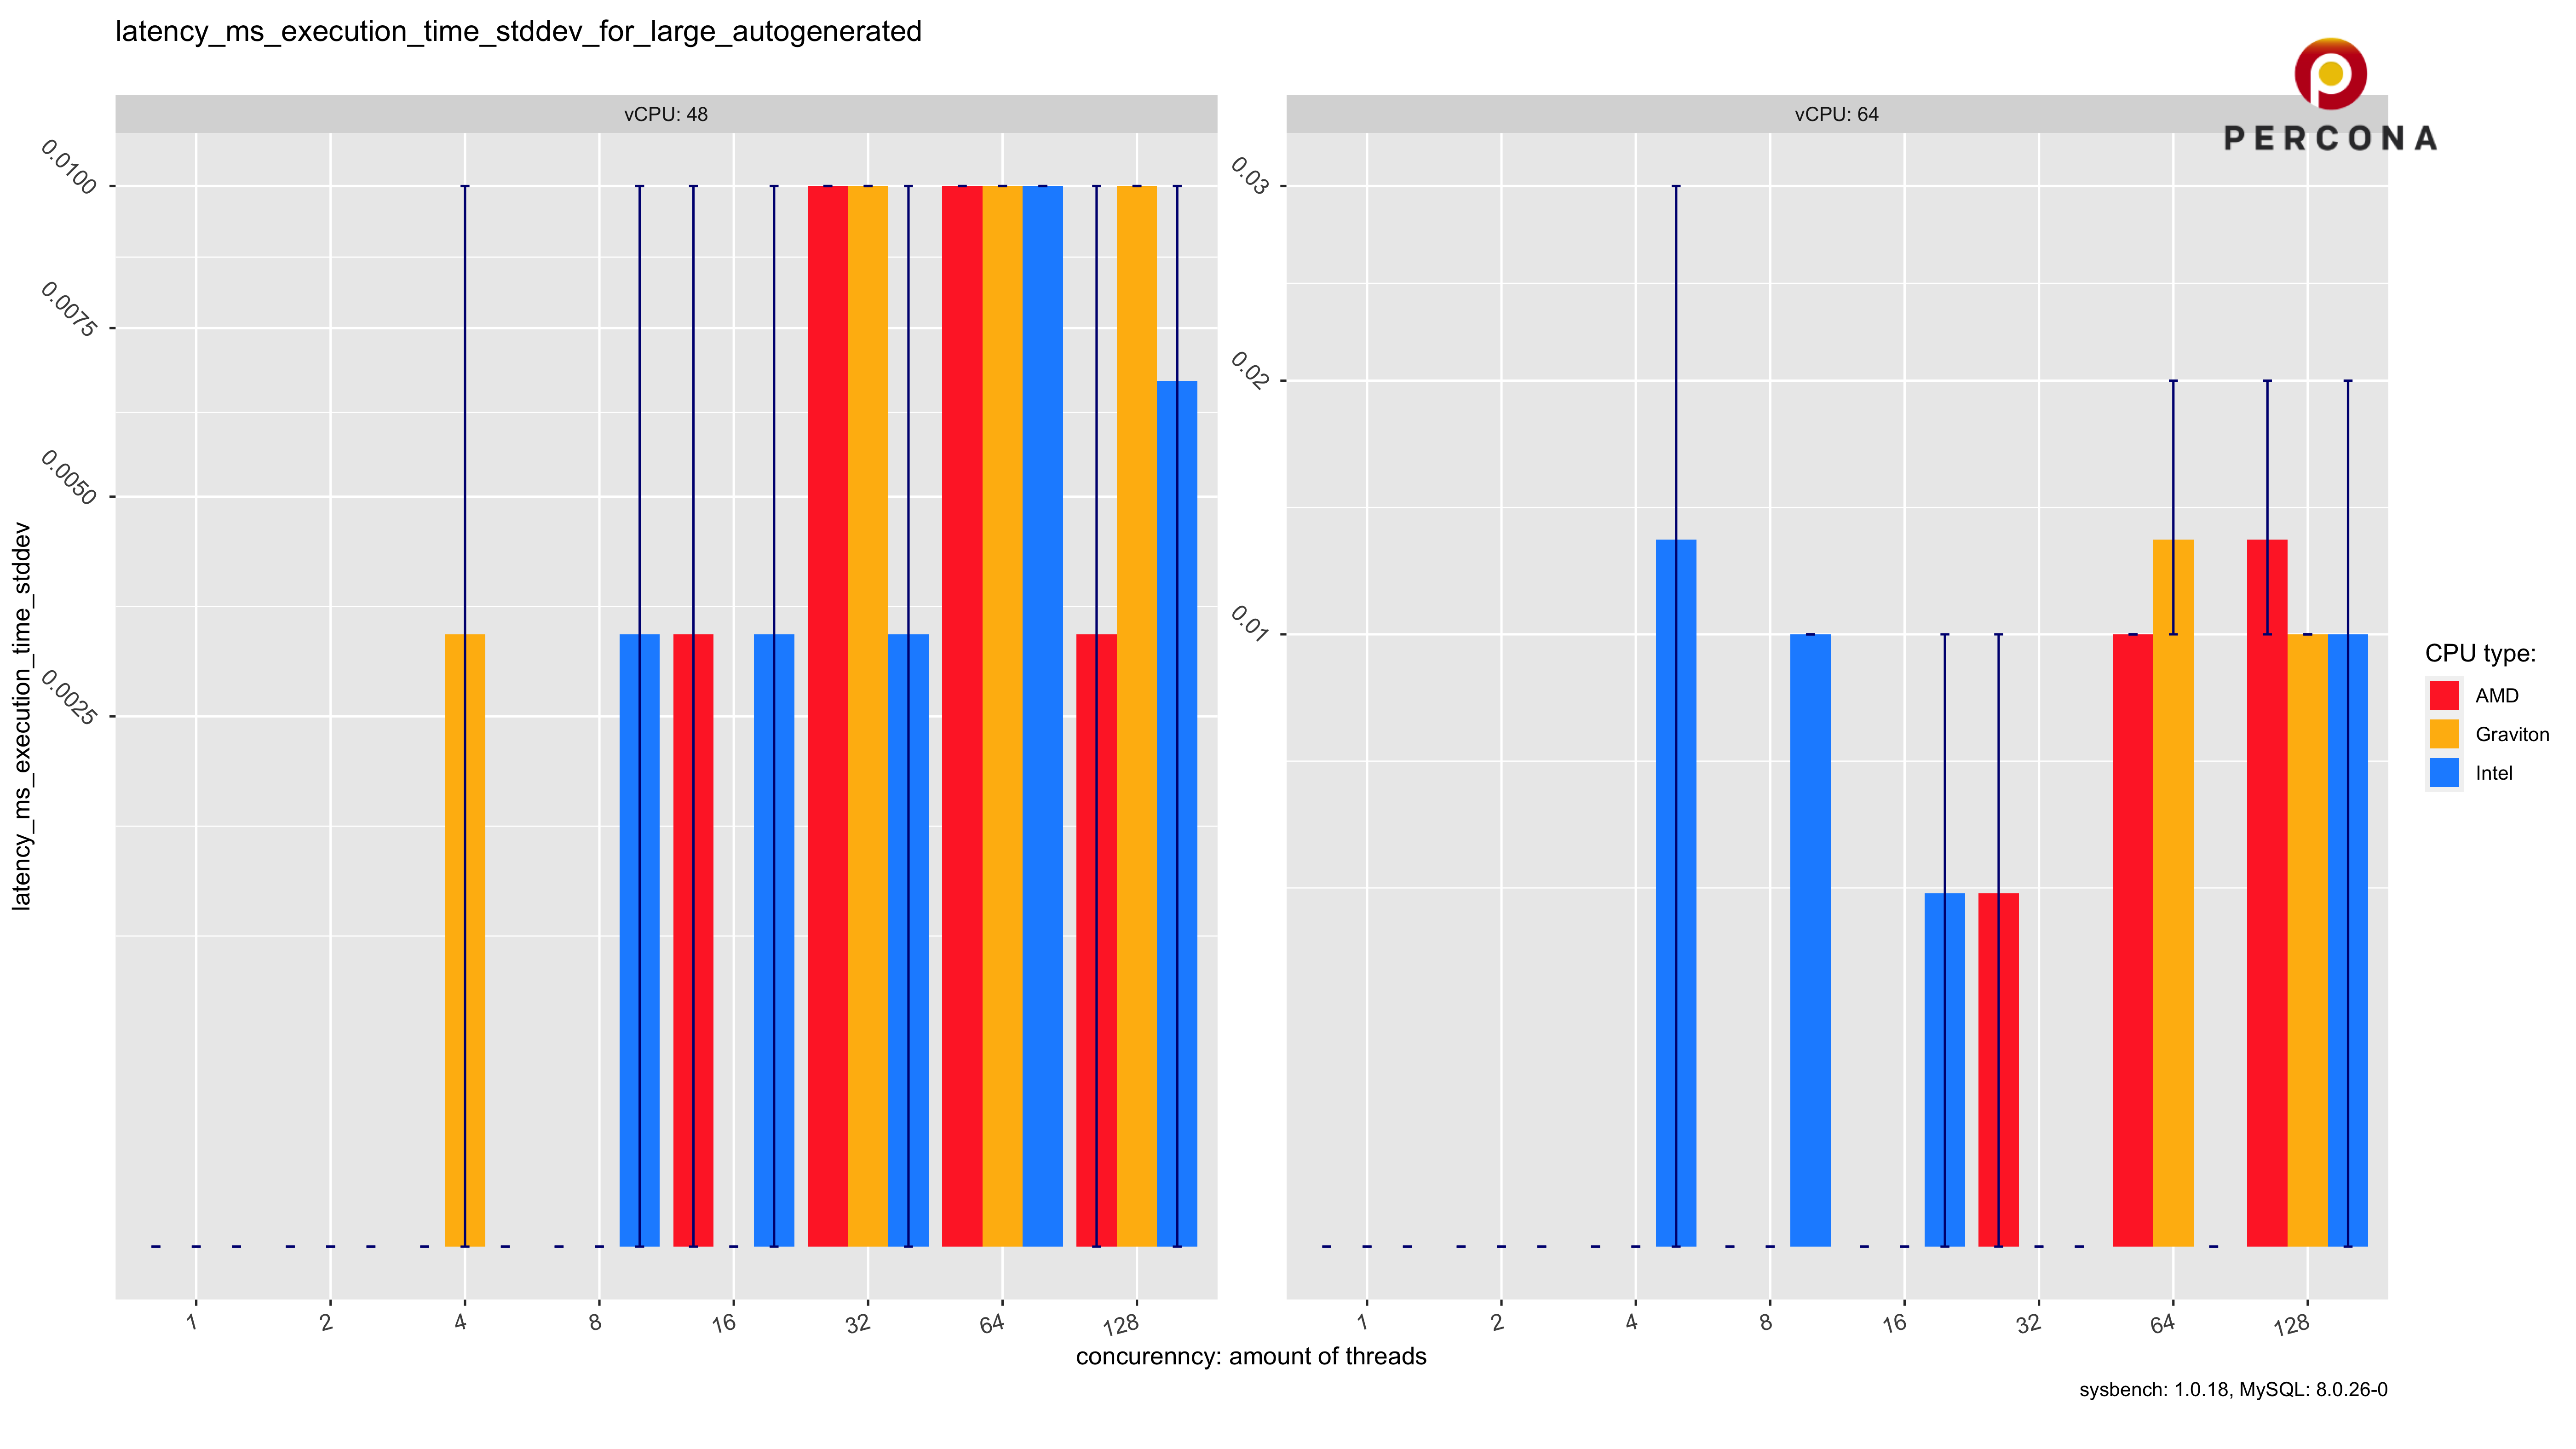 latency_ms_execution_time_stddev_for_large_autogenerated
PERCONA
vCPU: 48
vCPU: 64
latency_ms_execution_time_stddev
0.0100
0.0075
0.0050
0.0025
0.03
0.02
0.01
1 2 4 8 16 32 64 128
1 2 4 8 16 32 64 128
concurenncy: amount of threads
CPU type:
AMD
Graviton
Intel
sysbench: 1.0.18, MySQL: 8.0.26-0